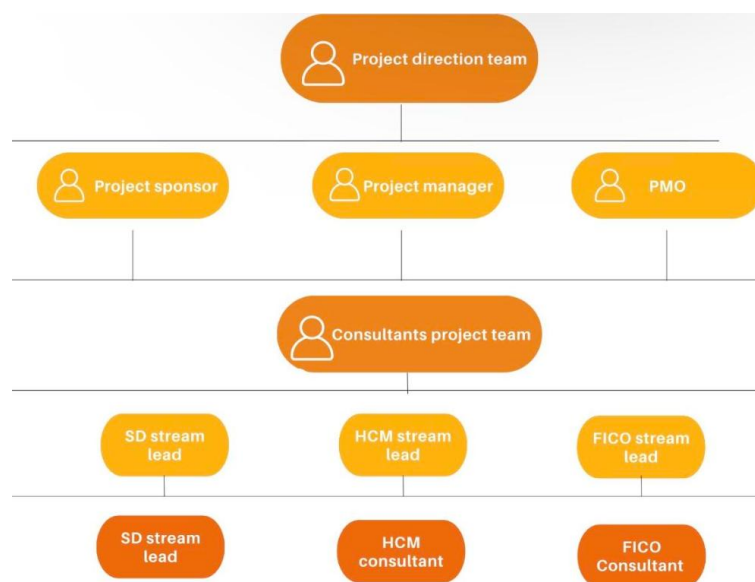 Project direction team
Project sponsor
Project manager
PMO
Consultants project team
SD stream
lead
HCM stream
lead
FICO stream
lead
SD stream
lead
HCM
consultant
FICO
Consultant